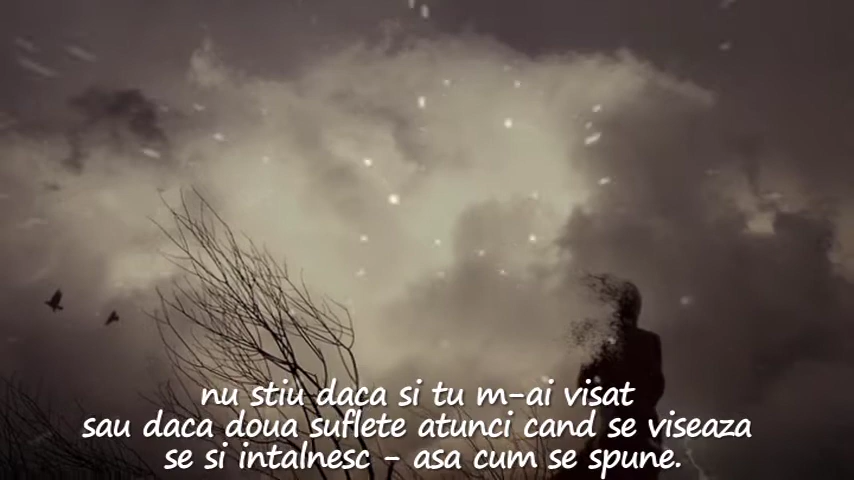 nu stiu daca si tu m-ai visat
sau daca doua suflete atunci cand se viseaza
se si intalnesc - asa cum se spune.